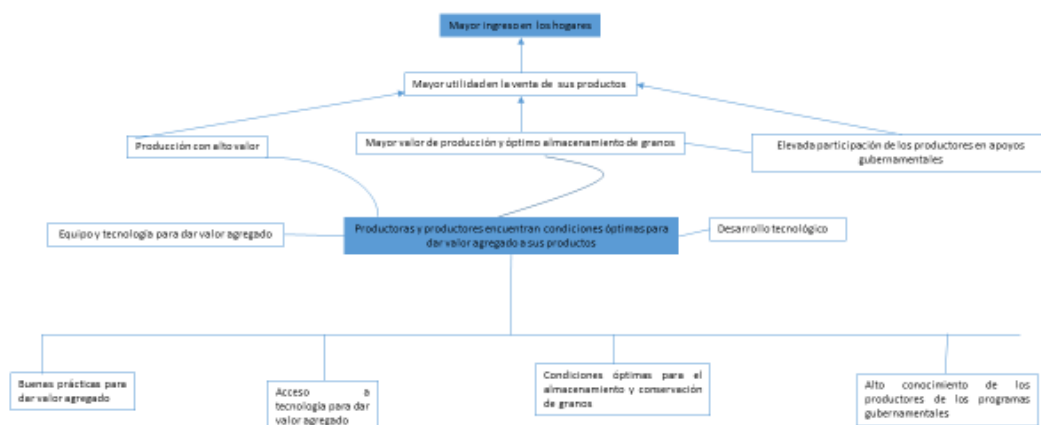 Mayor ingreso en los hogares
Mayor utilidad en la venta de sus productos
Producción con alto valor
Mayor valor de producción y óptimo almacenamiento de granos
Elevada participación de los productores en apoyos
gubernamentales
Equipo y tecnología para dar valor agregado
Productoras y productores encuentran condiciones óptimas para
dar valor agregado a sus productos
Desarrollo tecnológico
Buenas prácticas para
dar valor agregado
Acceso a
tecnología para dar
valor agregado
Condiciones óptimas para el
almacenamiento y conservación
de granos
Alto conocimiento de los
productores de los programas
gubernamentales